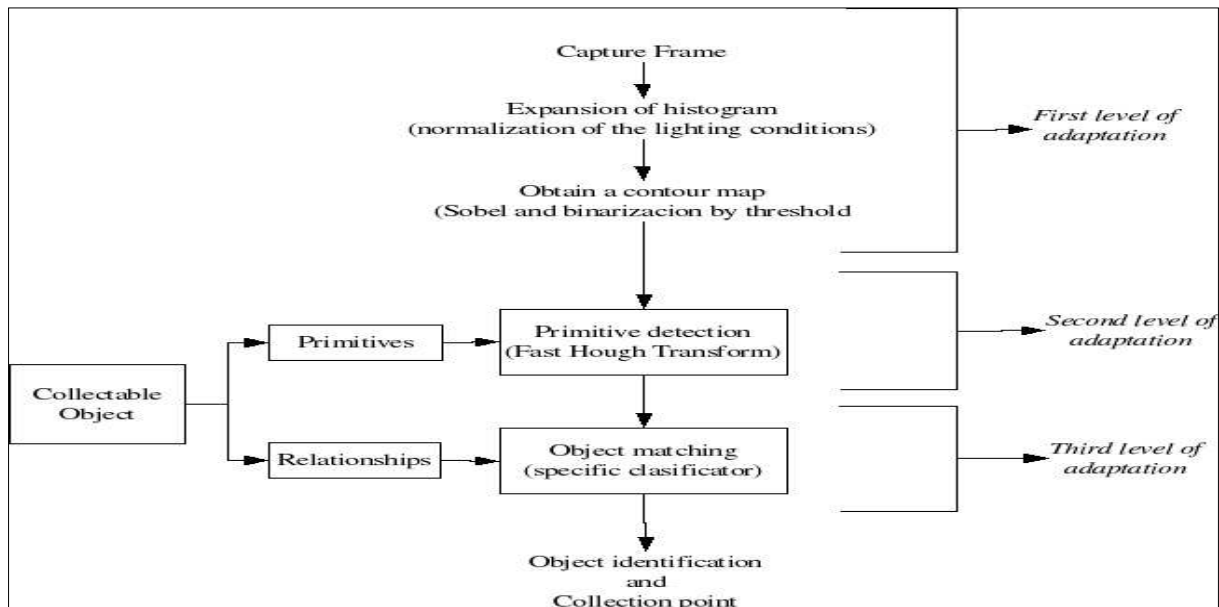 Capture Frame
Expansion of histogram
(normalization of the lighting conditions)
First level of
adaptation
Obtain a contour map
(Sobel and binarizacion by threshold
Primitives
Primitive detection
(Fast Hough Transform)
Second level of
adaptation
Collectable
Object
Relationships
Object matching
(specific clasificator)
Third level of
adaptation
Object identification
and
Collection point